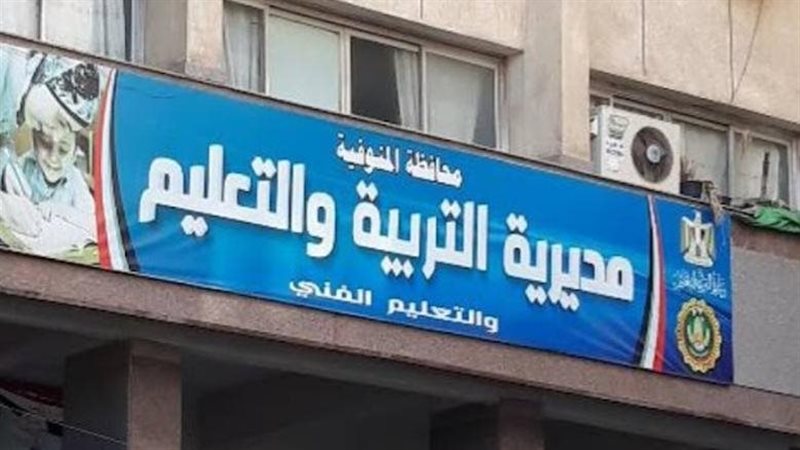 محافظة المنوفية
مديرية التربية والتعليم
والتعليم الفني